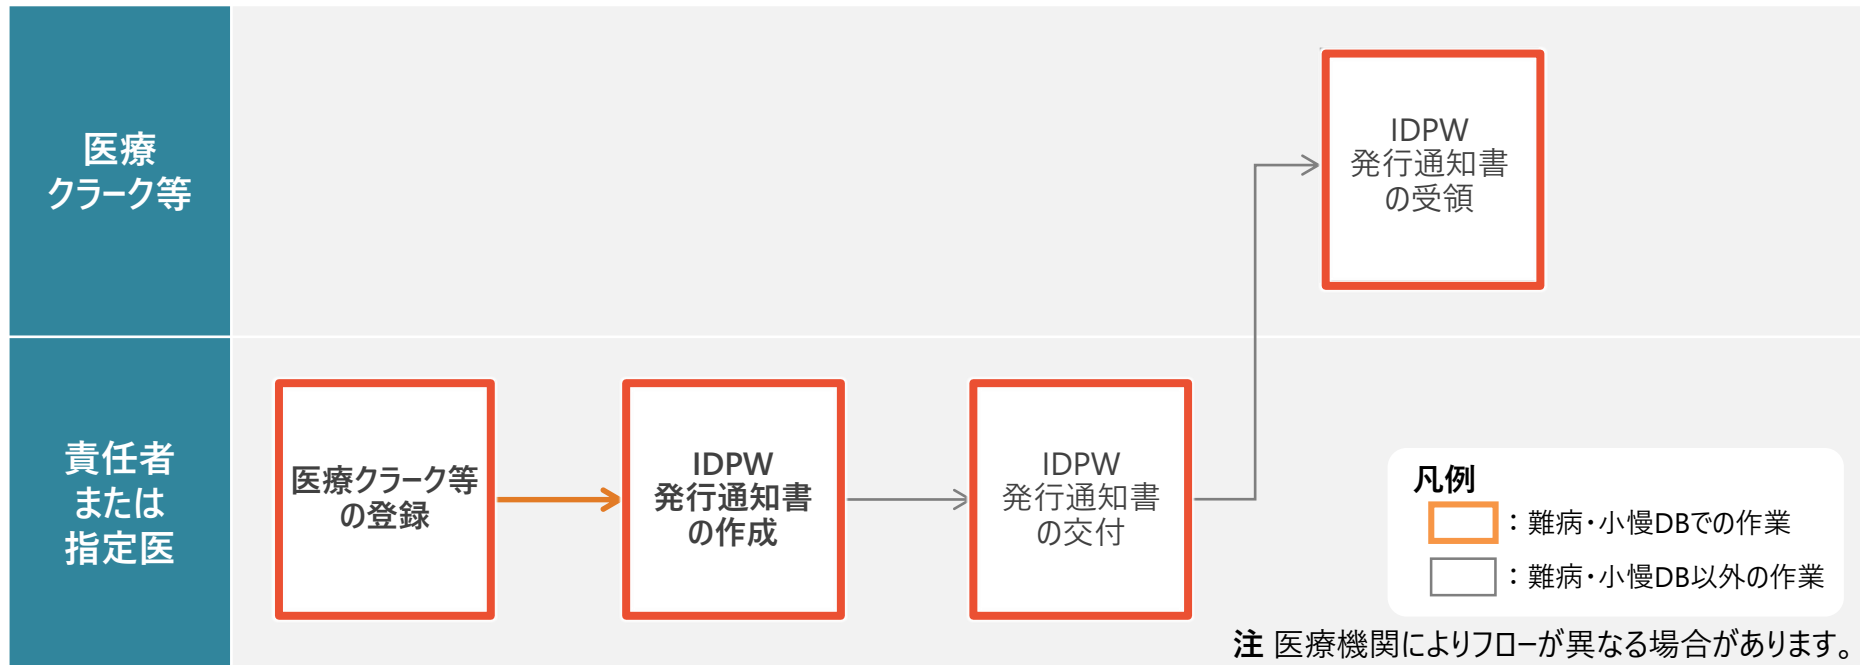 医療
クラーク等
IDPW
発行通知書
の受領
責任者
または
指定医
医療クラーク等
の登録
IDPW
発行通知書
の作成
IDPW
発行通知書
の交付
凡例
：難病・小慢DBでの作業
：難病・小慢DB以外の作業
注 医療機関によりフローが異なる場合があります。